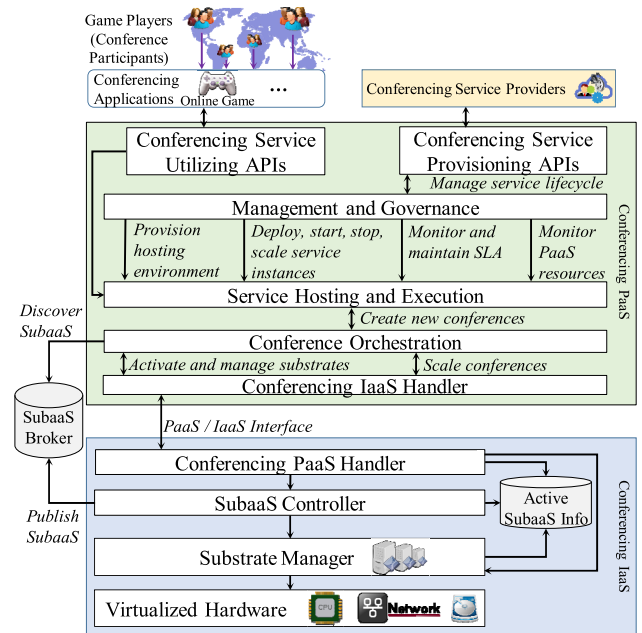 Game Players
(Conference
Participants)
Conferencing
Applications
Online Game
...
Conferencing Service Providers
Conferencing Service
Utilizing APIs
Conferencing Service
Provisioning APIs
Manage service lifecycle
Management and Governance
Provision
hosting
environment
Deploy, start, stop,
scale service
instances
Monitor and
maintain SLA
Monitor
PaaS
resources
Conferencing PaaS
Service Hosting and Execution
Discover
SubaaS
Create new conferences
Conference Orchestration
Activate and manage substrates
Scale conferences
Conferencing IaaS Handler
SubaaS
Broker
PaaS / IaaS Interface
Conferencing PaaS Handler
SubaaS Controller
Active
SubaaS Info
Publish
SubaaS
Conferencing IaaS
Substrate Manager
Virtualized Hardware
CPU
Network